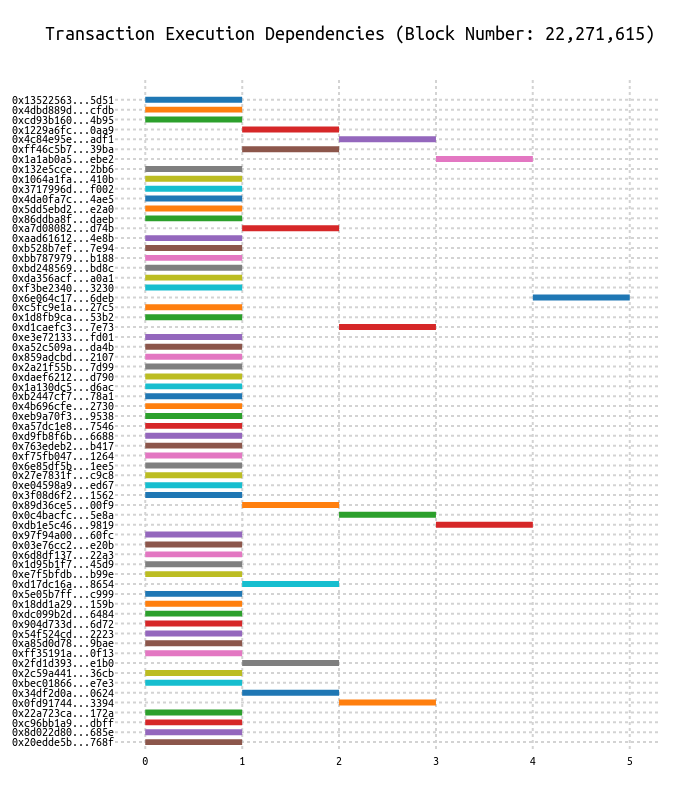 Transaction Execution Dependencies (Block Number: 22,271,615)
0x13522563...5d51
0x4dbd889d...cfdb
0xcd93b160...4b95
0x1229a6fc...0aa9
0x4c84e95e...adf1
0xff46c5b7...39ba
0x1a1ab0a5...ebe2
0x132e5cce...2bb6
0x1064a1fa...410b
0x3717996d...f002
0x4da0fa7c...4ae5
0x5dd5ebd2...e2a0
0x86ddba8f...daeb
0xa7d08082...d74b
0xaad61612...4e8b
0xb528b7ef...7e94
0xbb787979...b188
0xbd248569...bd8c
0xda356acf...a0a1
0xf3be2340...3230
0x6e064c17...6deb
0xc5fc9e1a...27c5
0x1d8fb9ca...53b2
0xd1caefc3...7e73
0xe3e72133...fd01
0xa52c509a...da4b
0x859adcbd...2107
0x2a21f55b...7d99
0xdaef6212...d790
0x1a130dc5...d6ac
0xb2447cf7...78a1
0x4b696cfe...2730
0xeb9a70f3...9538
0xa57dc1e8...7546
0xd9fb8f6b...6688
0x763edeb2...b417
0xf75fb047...1264
0x6e85df5b...1ee5
0x27e7831f...c9c8
0xe04598a9...ed67
0x3f08d6f2...1562
0x89d36ce5...00f9
0x0c4bacfc...5e8a
0xdb1e5c46...9819
0x97f94a00...60fc
0x03e76cc2...e20b
0x6d8df137...22a3
0x1d95b1f7...45d9
0xe7f5bfdb...b99e
0xd17dc16a...8654
0x5e05b7ff...c999
0x18dd1a29...159b
0xdc099b2d...6484
0x904d733d...6d72
0x54f524cd...2223
0xa85d0d78...9bae
0xff35191a...0f13
0x2fd1d393...e1b0
0x2c59a441...36cb
0xbec01866...e7e3
0x34df2d0a...0624
0x0fd91744...3394
0x22a723ca...172a
0xc96bb1a9...dbff
0x8d022d80...685e
0x20edde5b...768f
0 1 2 3 4 5